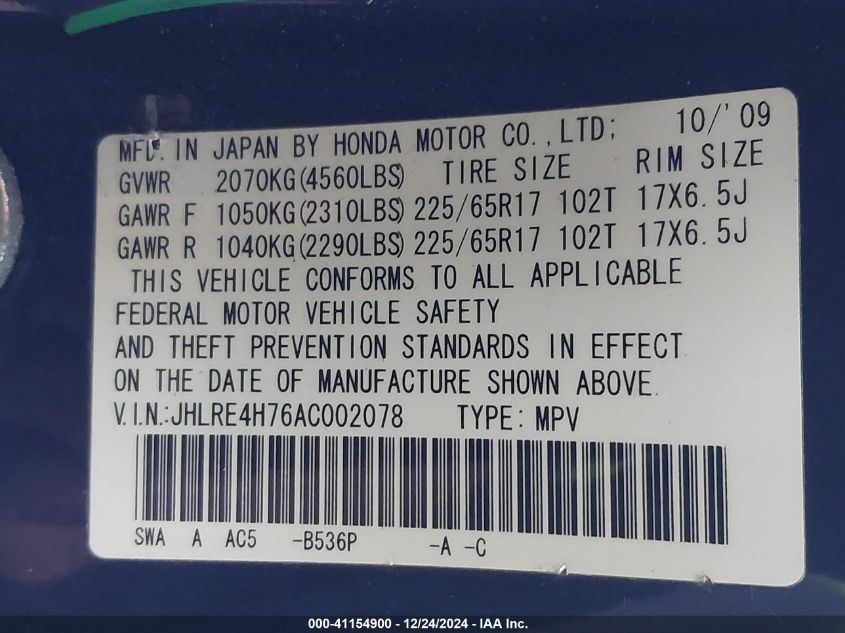 MFD. IN JAPAN BY HONDA MOTOR CO.,LTD; 10/'09
GVWR 2070KG(4560LBS) TIRE SIZE RIM SIZE
GAWR F 1050KG(2310LBS) 225/65R17 102T 17X6.5J
GAWR R 1040KG(2290LBS) 225/65R17 102T 17X6.5J
THIS VEHICLE CONFORMS TO ALL APPLICABLE
FEDERAL MOTOR VEHICLE SAFETY
AND THEFT PREVENTION STANDARDS IN EFFECT
ON THE DATE OF MANUFACTURE SHOWN ABOVE.
V.I.N.:JHLRE4H76AC002078 TYPE: MPV
SWA A AC5 -B536P -A -C
000-41154900 - 12/24/2024 - IAA Inc.